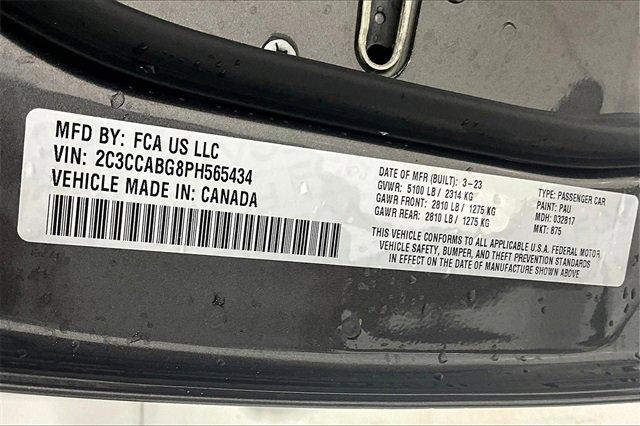 MFD BY: FCA US LLC
VIN: 2C3CCABG8PH565434
VEHICLE MADE IN: CANADA
DATE OF MFR (BUILT): 3-23
GVWR: 5100 LB / 2314 KG
GAWR FRONT: 2810 LB / 1275 KG
GAWR REAR: 2810 LB / 1275 KG
TYPE: PASSENGER CAR
PAINT: PAU
MDH: 032817
MKT: 875
THIS VEHICLE CONFORMS TO ALL APPLICABLE U.S.A. FEDERAL MOTOR
VEHICLE SAFETY, BUMPER, AND THEFT PREVENTION STANDARDS
IN EFFECT ON THE DATE OF MANUFACTURE SHOWN ABOVE